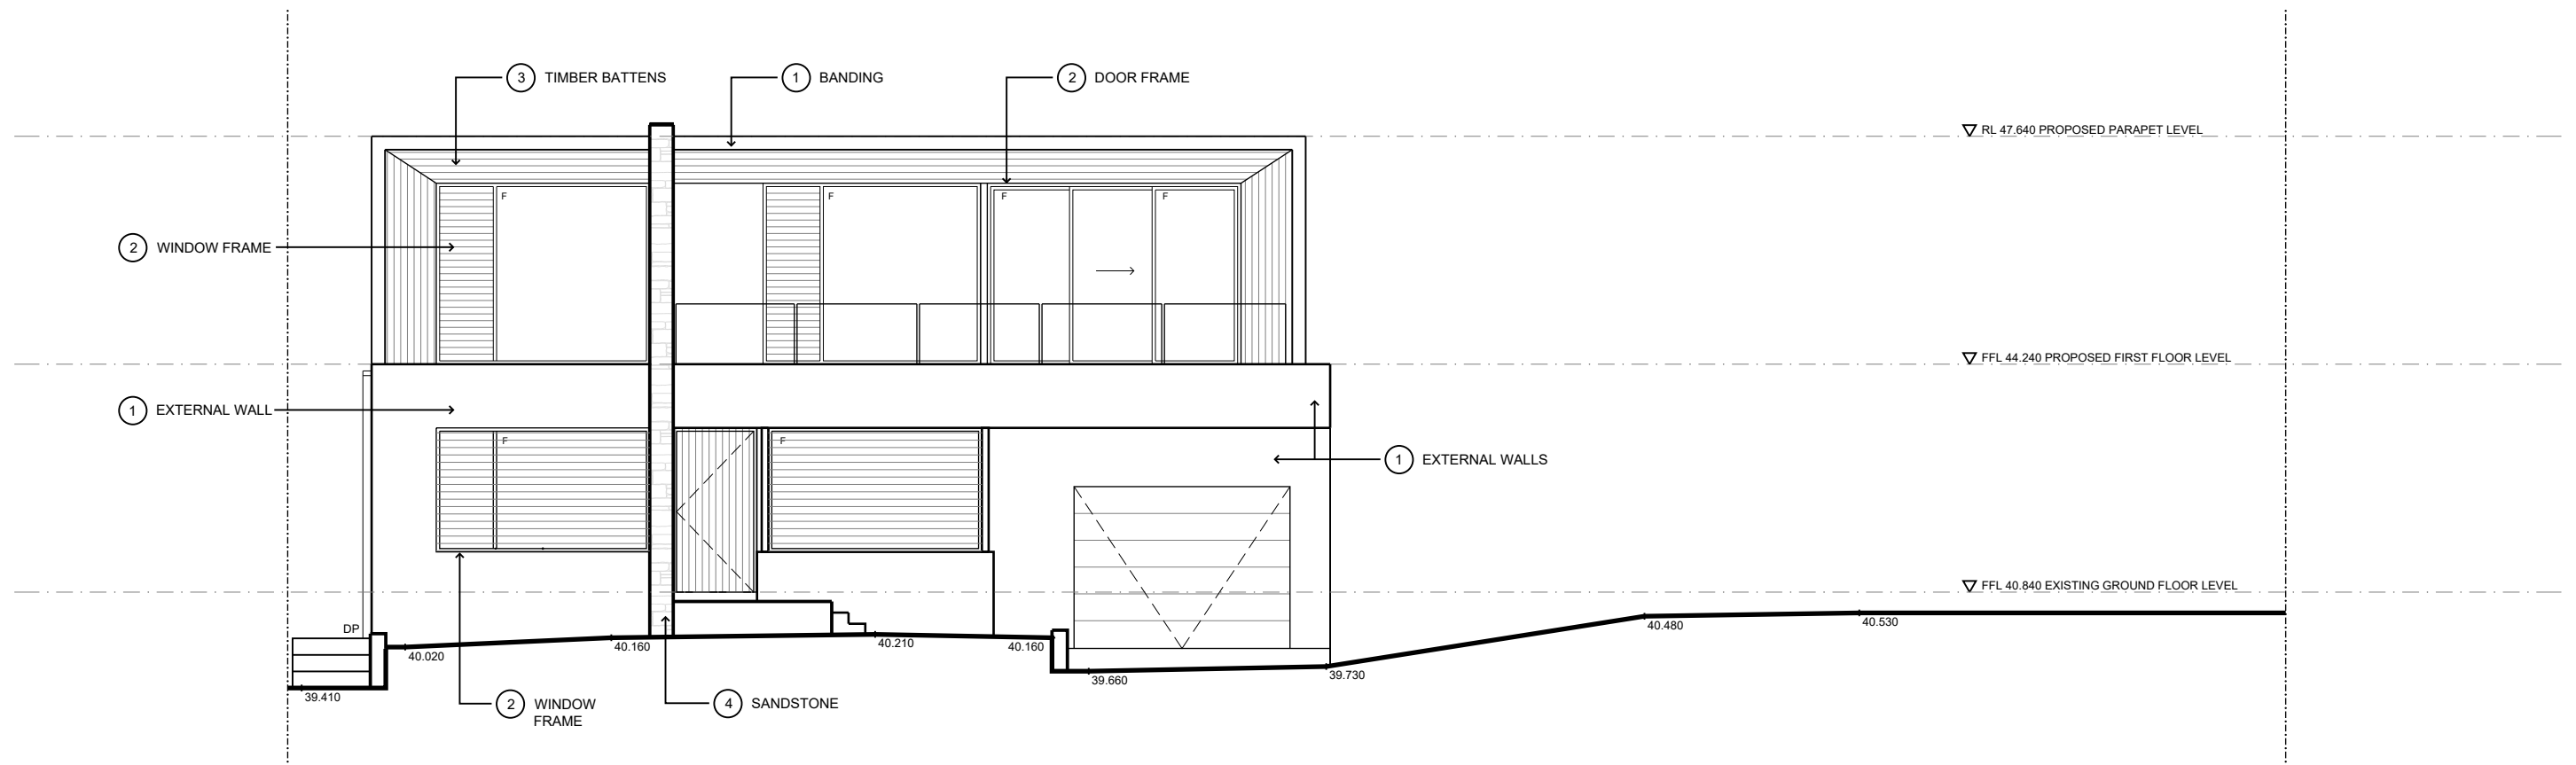 3 TIMBER BATTENS
1 BANDING
2 DOOR FRAME
RL 47.640 PROPOSED PARAPET LEVEL
F
F
F
F
2 WINDOW FRAME
FFL 44.240 PROPOSED FIRST FLOOR LEVEL
1 EXTERNAL WALL
F
F
1 EXTERNAL WALLS
FFL 40.840 EXISTING GROUND FLOOR LEVEL
DP
40.020
40.160
40.210
40.160
40.480
40.530
39.660
39.730
39.410
2 WINDOW
FRAME
4 SANDSTONE